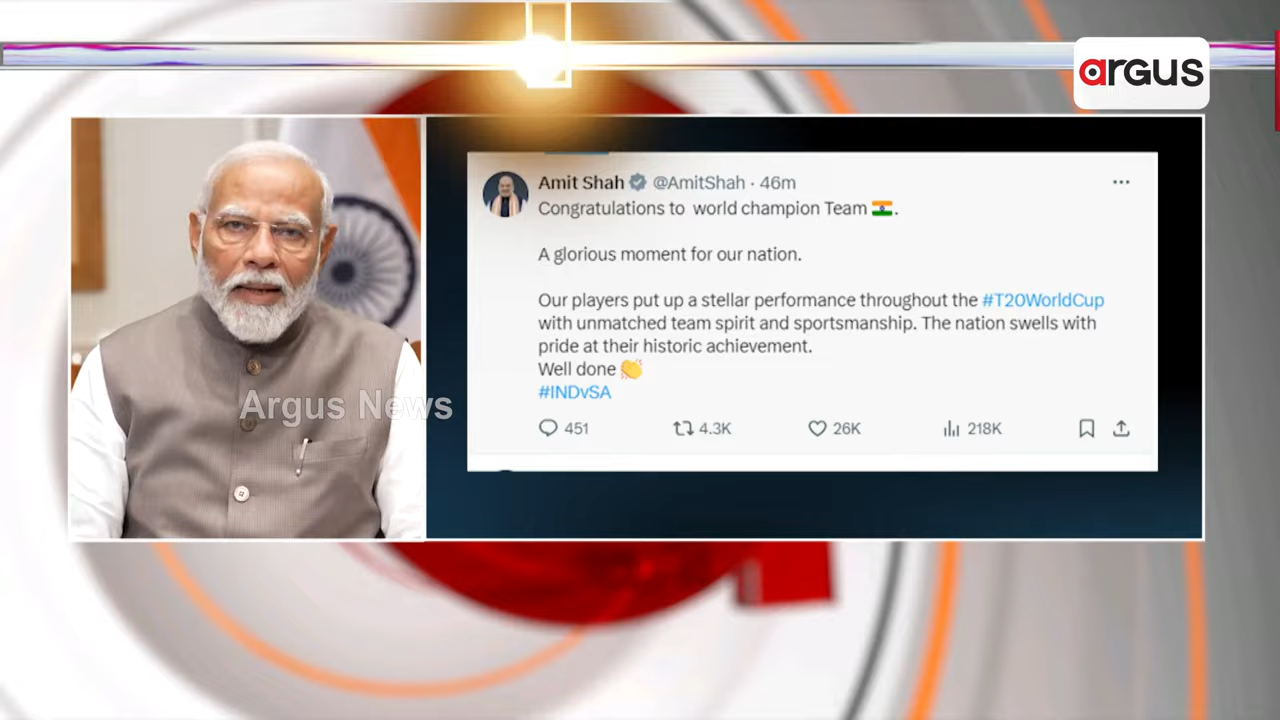 argus
Amit Shah @AmitShah · 46m
Congratulations to world champion Team 🇮🇳.
A glorious moment for our nation.
Our players put up a stellar performance throughout the #T20WorldCup
with unmatched team spirit and sportsmanship. The nation swells with
pride at their historic achievement.
Well done 👏
#INDvSA
451 4.3K 26K 218K
Argus News